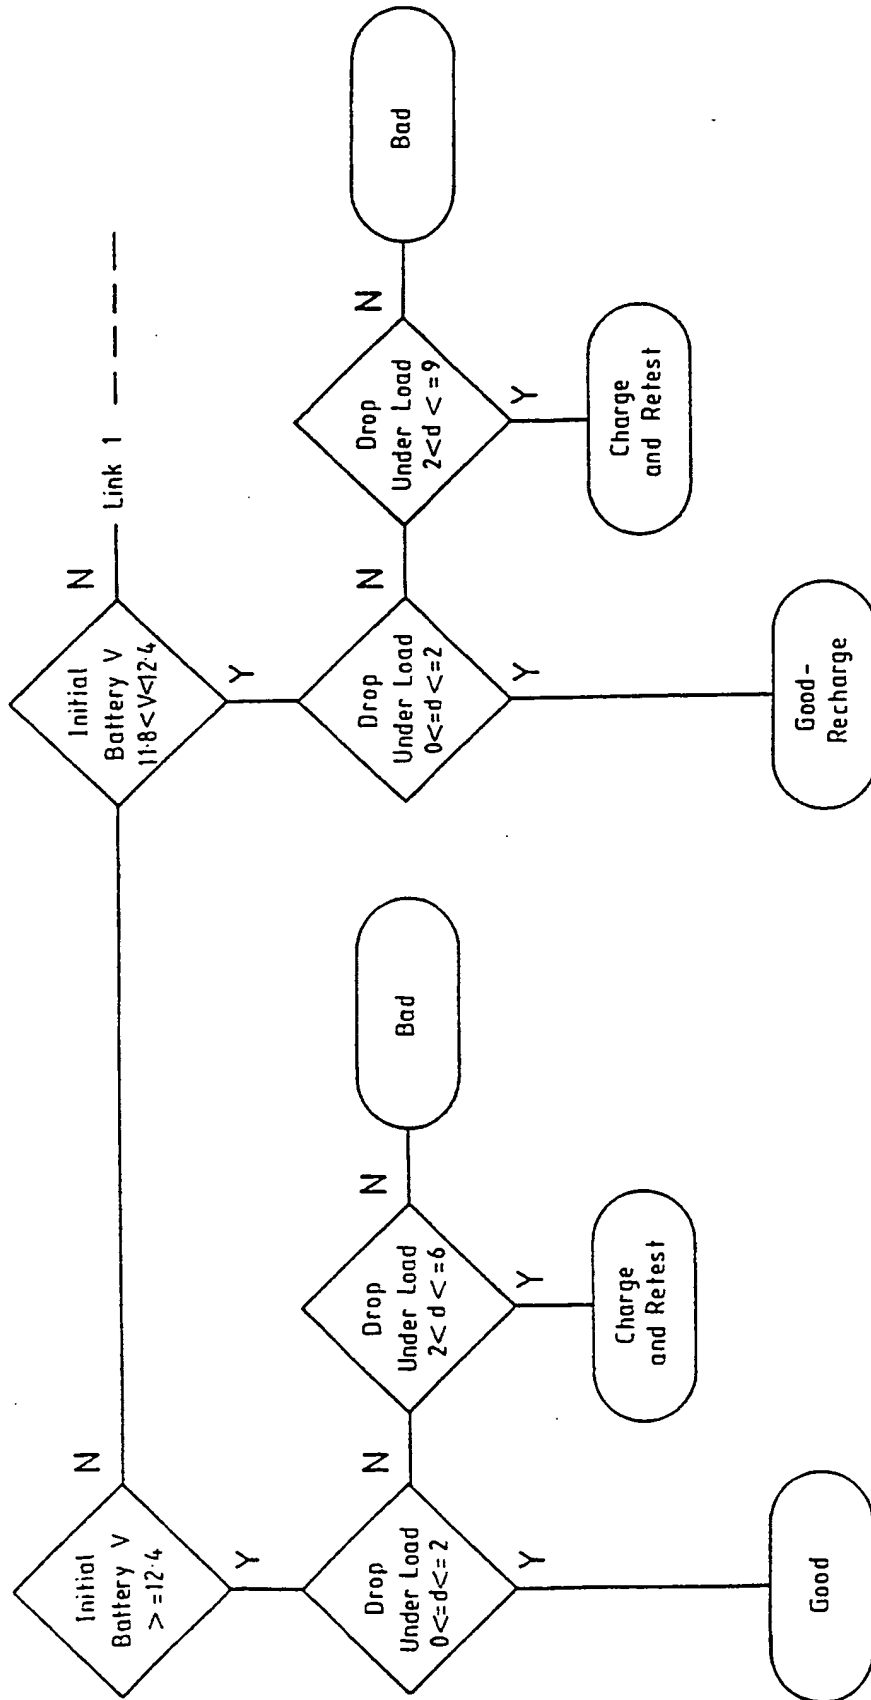 Initial
Battery V
> =12·4
N
Y
Drop
Under Load
0<=d<= 2
N
Y
Good
Drop
Under Load
2< d < =6
N
Y
Charge
and Retest
Bad
Initial
Battery V
11·8<V<12·4
N
Link 1
Y
Drop
Under Load
0<=d <=2
N
Y
Good-
Recharge
Drop
Under Load
2<d < =9
N
Y
Charge
and Retest
Bad